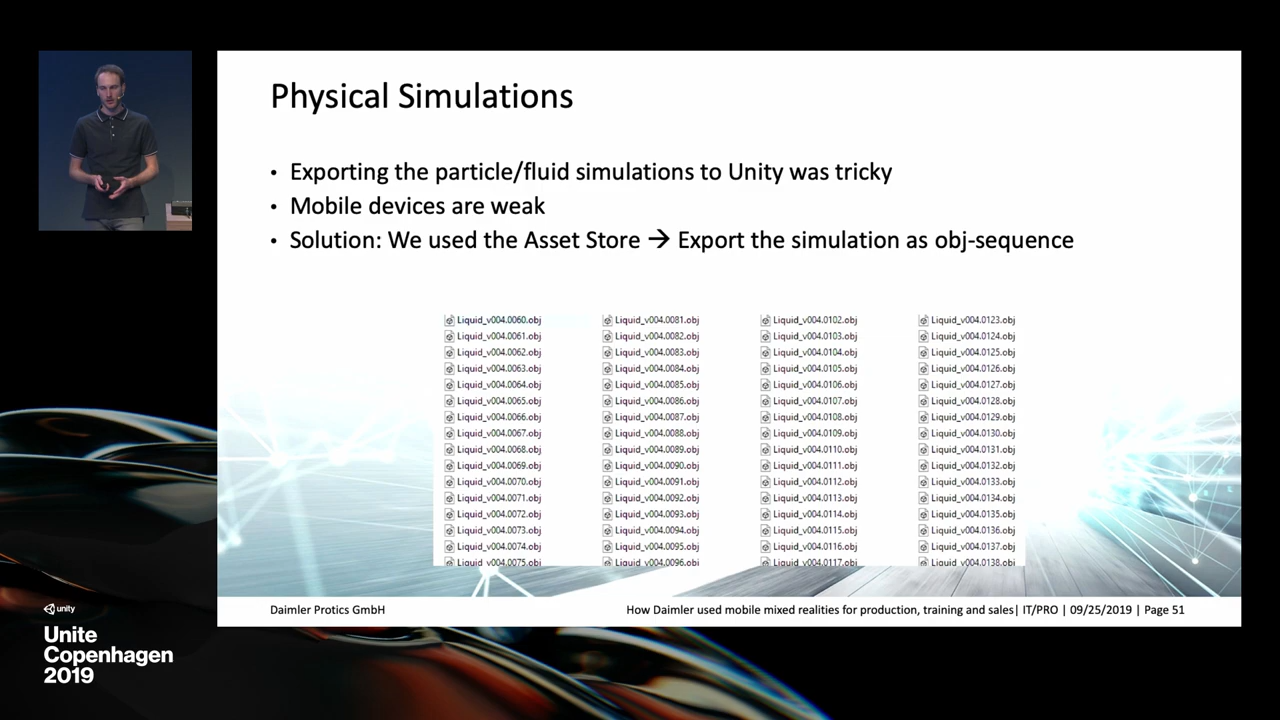 Physical Simulations
• Exporting the particle/fluid simulations to Unity was tricky
• Mobile devices are weak
• Solution: We used the Asset Store → Export the simulation as obj-sequence
Liquid_v004.0060.obj Liquid_v004.0081.obj Liquid_v004.0102.obj Liquid_v004.0123.obj
Liquid_v004.0061.obj Liquid_v004.0082.obj Liquid_v004.0103.obj Liquid_v004.0124.obj
Liquid_v004.0062.obj Liquid_v004.0083.obj Liquid_v004.0104.obj Liquid_v004.0125.obj
Liquid_v004.0063.obj Liquid_v004.0084.obj Liquid_v004.0105.obj Liquid_v004.0126.obj
Liquid_v004.0064.obj Liquid_v004.0085.obj Liquid_v004.0106.obj Liquid_v004.0127.obj
Liquid_v004.0065.obj Liquid_v004.0086.obj Liquid_v004.0107.obj Liquid_v004.0128.obj
Liquid_v004.0066.obj Liquid_v004.0087.obj Liquid_v004.0108.obj Liquid_v004.0129.obj
Liquid_v004.0067.obj Liquid_v004.0088.obj Liquid_v004.0109.obj Liquid_v004.0130.obj
Liquid_v004.0068.obj Liquid_v004.0089.obj Liquid_v004.0110.obj Liquid_v004.0131.obj
Liquid_v004.0069.obj Liquid_v004.0090.obj Liquid_v004.0111.obj Liquid_v004.0132.obj
Liquid_v004.0070.obj Liquid_v004.0091.obj Liquid_v004.0112.obj Liquid_v004.0133.obj
Liquid_v004.0071.obj Liquid_v004.0092.obj Liquid_v004.0113.obj Liquid_v004.0134.obj
Liquid_v004.0072.obj Liquid_v004.0093.obj Liquid_v004.0114.obj Liquid_v004.0135.obj
Liquid_v004.0073.obj Liquid_v004.0094.obj Liquid_v004.0115.obj Liquid_v004.0136.obj
Liquid_v004.0074.obj Liquid_v004.0095.obj Liquid_v004.0116.obj Liquid_v004.0137.obj
Liquid_v004.0075.obj Liquid_v004.0096.obj Liquid_v004.0117.obj Liquid_v004.0138.obj
Daimler Protics GmbH How Daimler used mobile mixed realities for production, training and sales| IT/PRO | 09/25/2019 | Page 51
unity
Unite
Copenhagen
2019